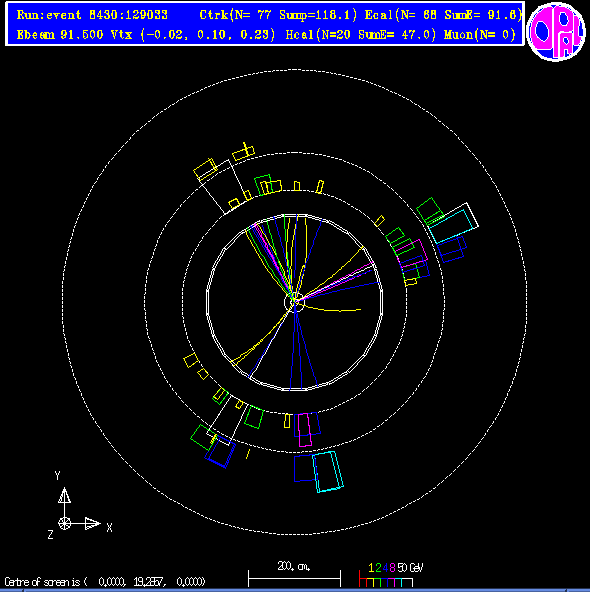 Run:event 8430:129033 Ctrk(N= 77 Sump=118.1) Ecal(N= 68 SumE= 91.6)
Ebeam 91.500 Vtx (-0.02, 0.10, 0.23) Hcal(N=20 SumE= 47.0) Muon(N= 0)
OPAL
Y
X
Z
200. cm.
1 2 4 8 50 GeV
Centre of screen is ( 0.0000, 19.2857, 0.0000)